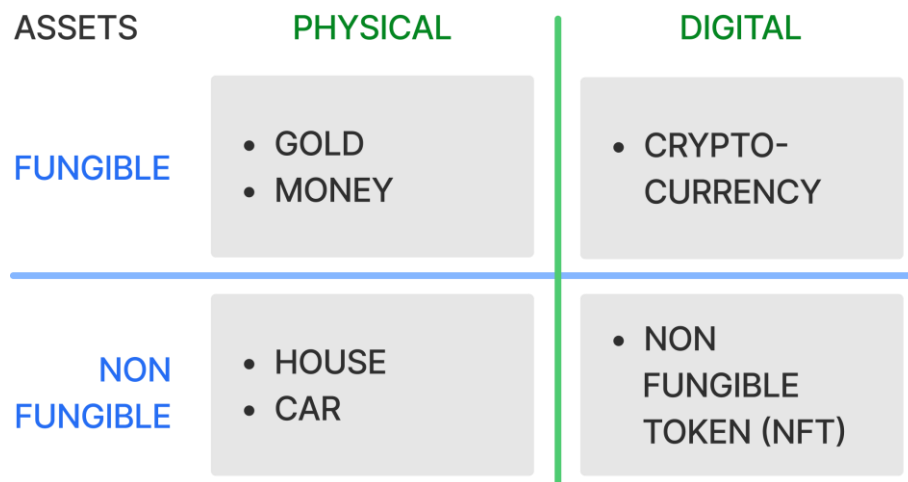 ASSETS PHYSICAL DIGITAL
FUNGIBLE
• GOLD
• MONEY
• CRYPTO-
CURRENCY
NON
FUNGIBLE
• HOUSE
• CAR
• NON
FUNGIBLE
TOKEN (NFT)